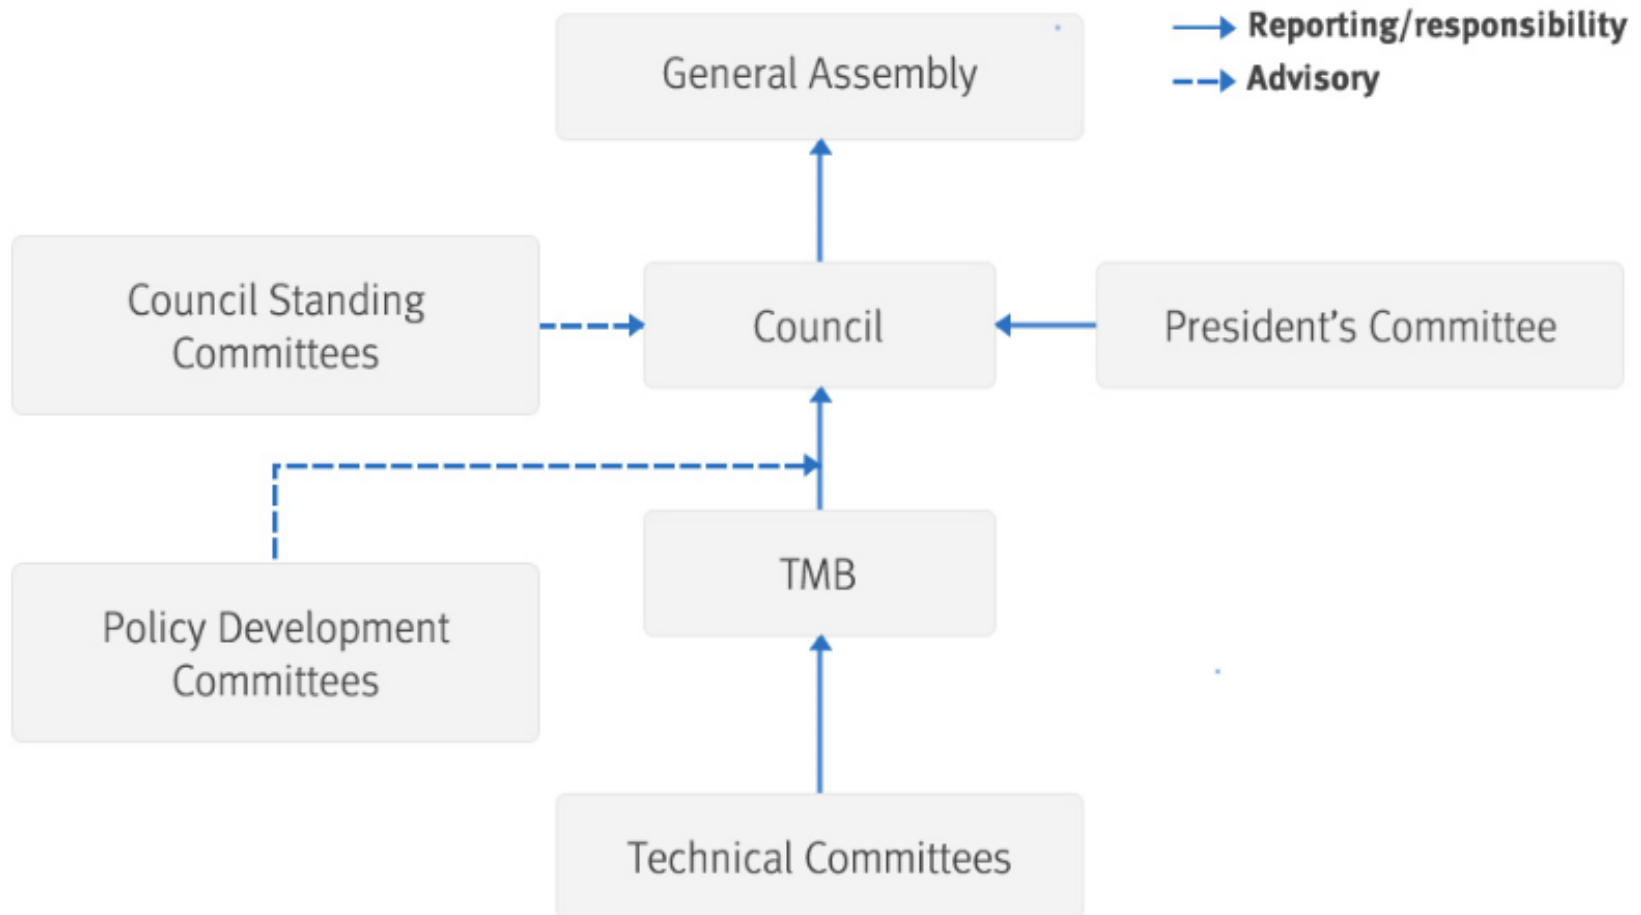 General Assembly
Reporting/responsibility
Advisory
Council Standing
Committees
Council
President’s Committee
Policy Development
Committees
TMB
Technical Committees